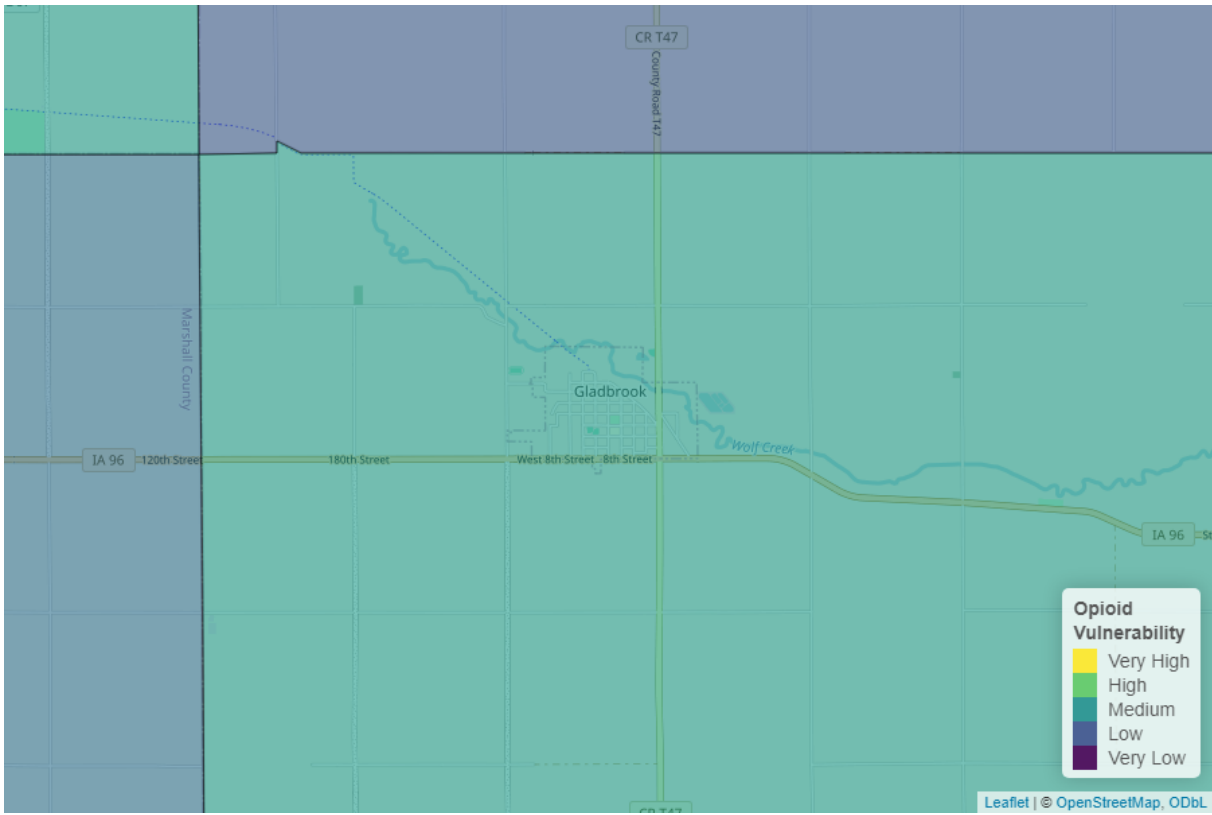 CR T47
County Road T47
Marshall County
Gladbrook
Wolf Creek
IA 96
120th Street
180th Street
West 8th Street
8th Street
IA 96
St
Opioid
Vulnerability
Very High
High
Medium
Low
Very Low
CR T47
Leaflet | © OpenStreetMap, ODbL